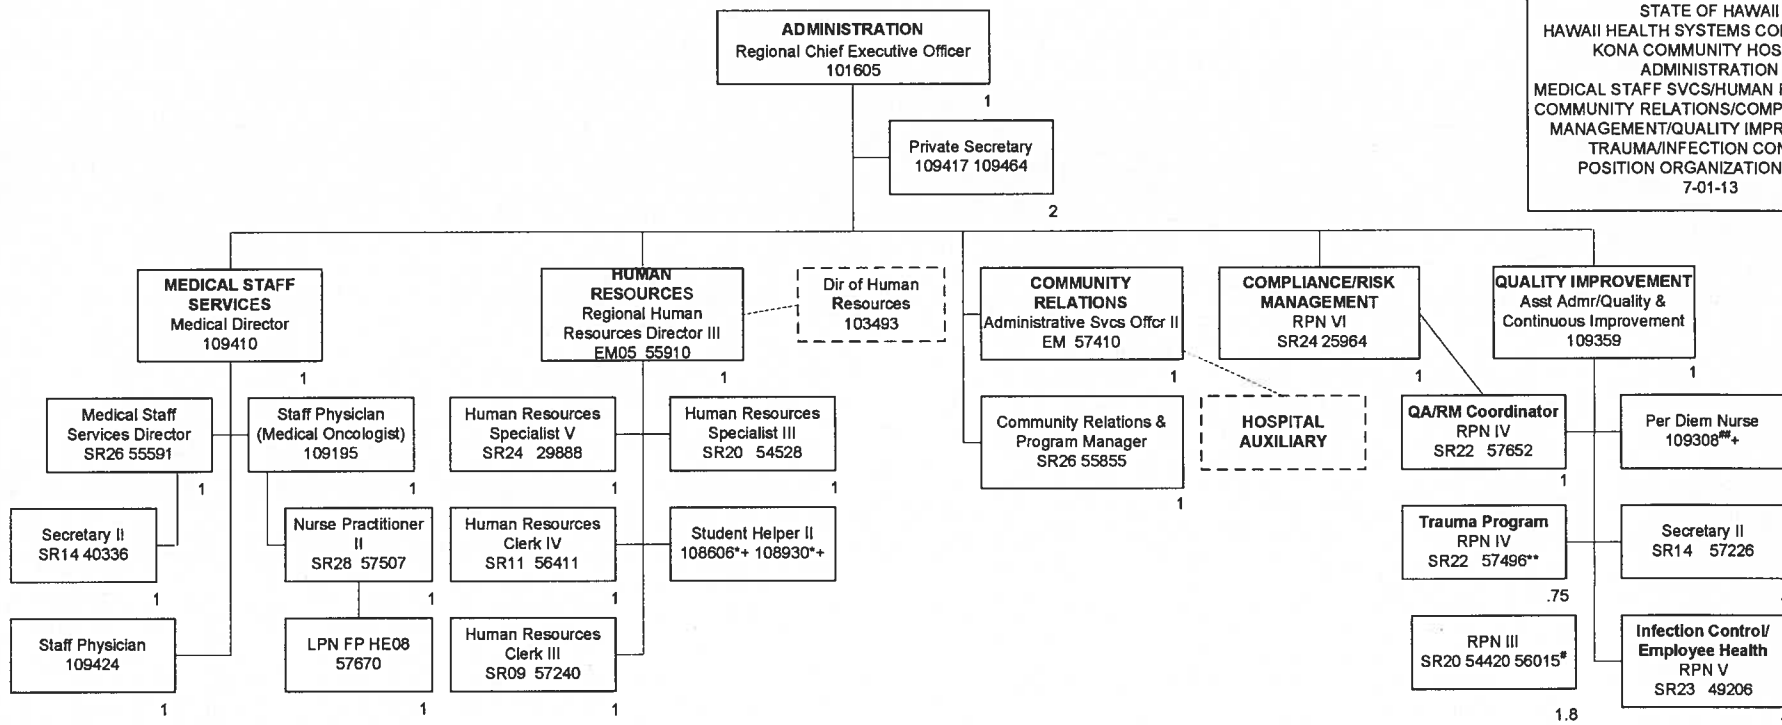 ADMINISTRATION
Regional Chief Executive Officer
101605
1
Private Secretary
109417 109464
2
STATE OF HAWAII
HAWAII HEALTH SYSTEMS
KONA COMMUNITY
ADMINISTRATION
MEDICAL STAFF SVCS/HUMAN
COMMUNITY RELATIONS/
MANAGEMENT/QUALITY
TRAUMA/INFECTION
POSITION ORGANIZATION
7-01-13
MEDICAL STAFF
SERVICES
Medical Director
109410
1
HUMAN
RESOURCES
Regional Human
Resources Director III
EM05 55910
1
Dir of Human
Resources
103493
COMMUNITY
RELATIONS
Administrative Svcs Offcr II
EM 57410
1
COMPLIANCE/RISK
MANAGEMENT
RPN VI
SR24 25964
1
QUALITY IMPROVEMENT
Asst Admr/Quality &
Continuous Improvement
109359
1
Medical Staff
Services Director
SR26 55591
1
Staff Physician
(Medical Oncologist)
109195
1
Human Resources
Specialist V
SR24 29888
1
Human Resources
Specialist III
SR20 54528
1
Community Relations &
Program Manager
SR26 55855
1
HOSPITAL
AUXILIARY
QA/RM Coordinator
RPN IV
SR22 57652
1
Per Diem Nurse
109308##+
Secretary II
SR14 40336
1
Nurse Practitioner
II
SR28 57507
1
Human Resources
Clerk IV
SR11 56411
1
Student Helper II
108606*+ 108930*+
Trauma Program
RPN IV
SR22 57496**
.75
Secretary II
SR14 57226
Staff Physician
109424
1
LPN FP HE08
57670
1
Human Resources
Clerk III
SR09 57240
1
RPN III
SR20 54420 56015#
1.8
Infection Control/
Employee Health
RPN V
SR23 49206